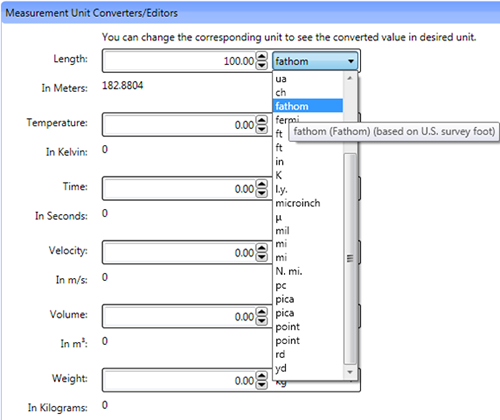 Measurement Unit Converters/Editors
You can change the corresponding unit to see the converted value in desired unit.
Length: 100.00 fathom
In Meters: 182.8804
ua
ch
fathom
fermi
fathom (Fathom) (based on U.S. survey foot)
Temperature: 0.00
ft
ft
In Kelvin: 0
in
K
Time: 0.00
l.y.
microinch
In Seconds: 0
µ
mil
Velocity: 0.00
mi
mi
In m/s: 0
N. mi.
pc
Volume: 0.00
pica
pica
In m³: 0
point
point
rd
yd
Weight: 0.00 kg
In Kilograms: 0